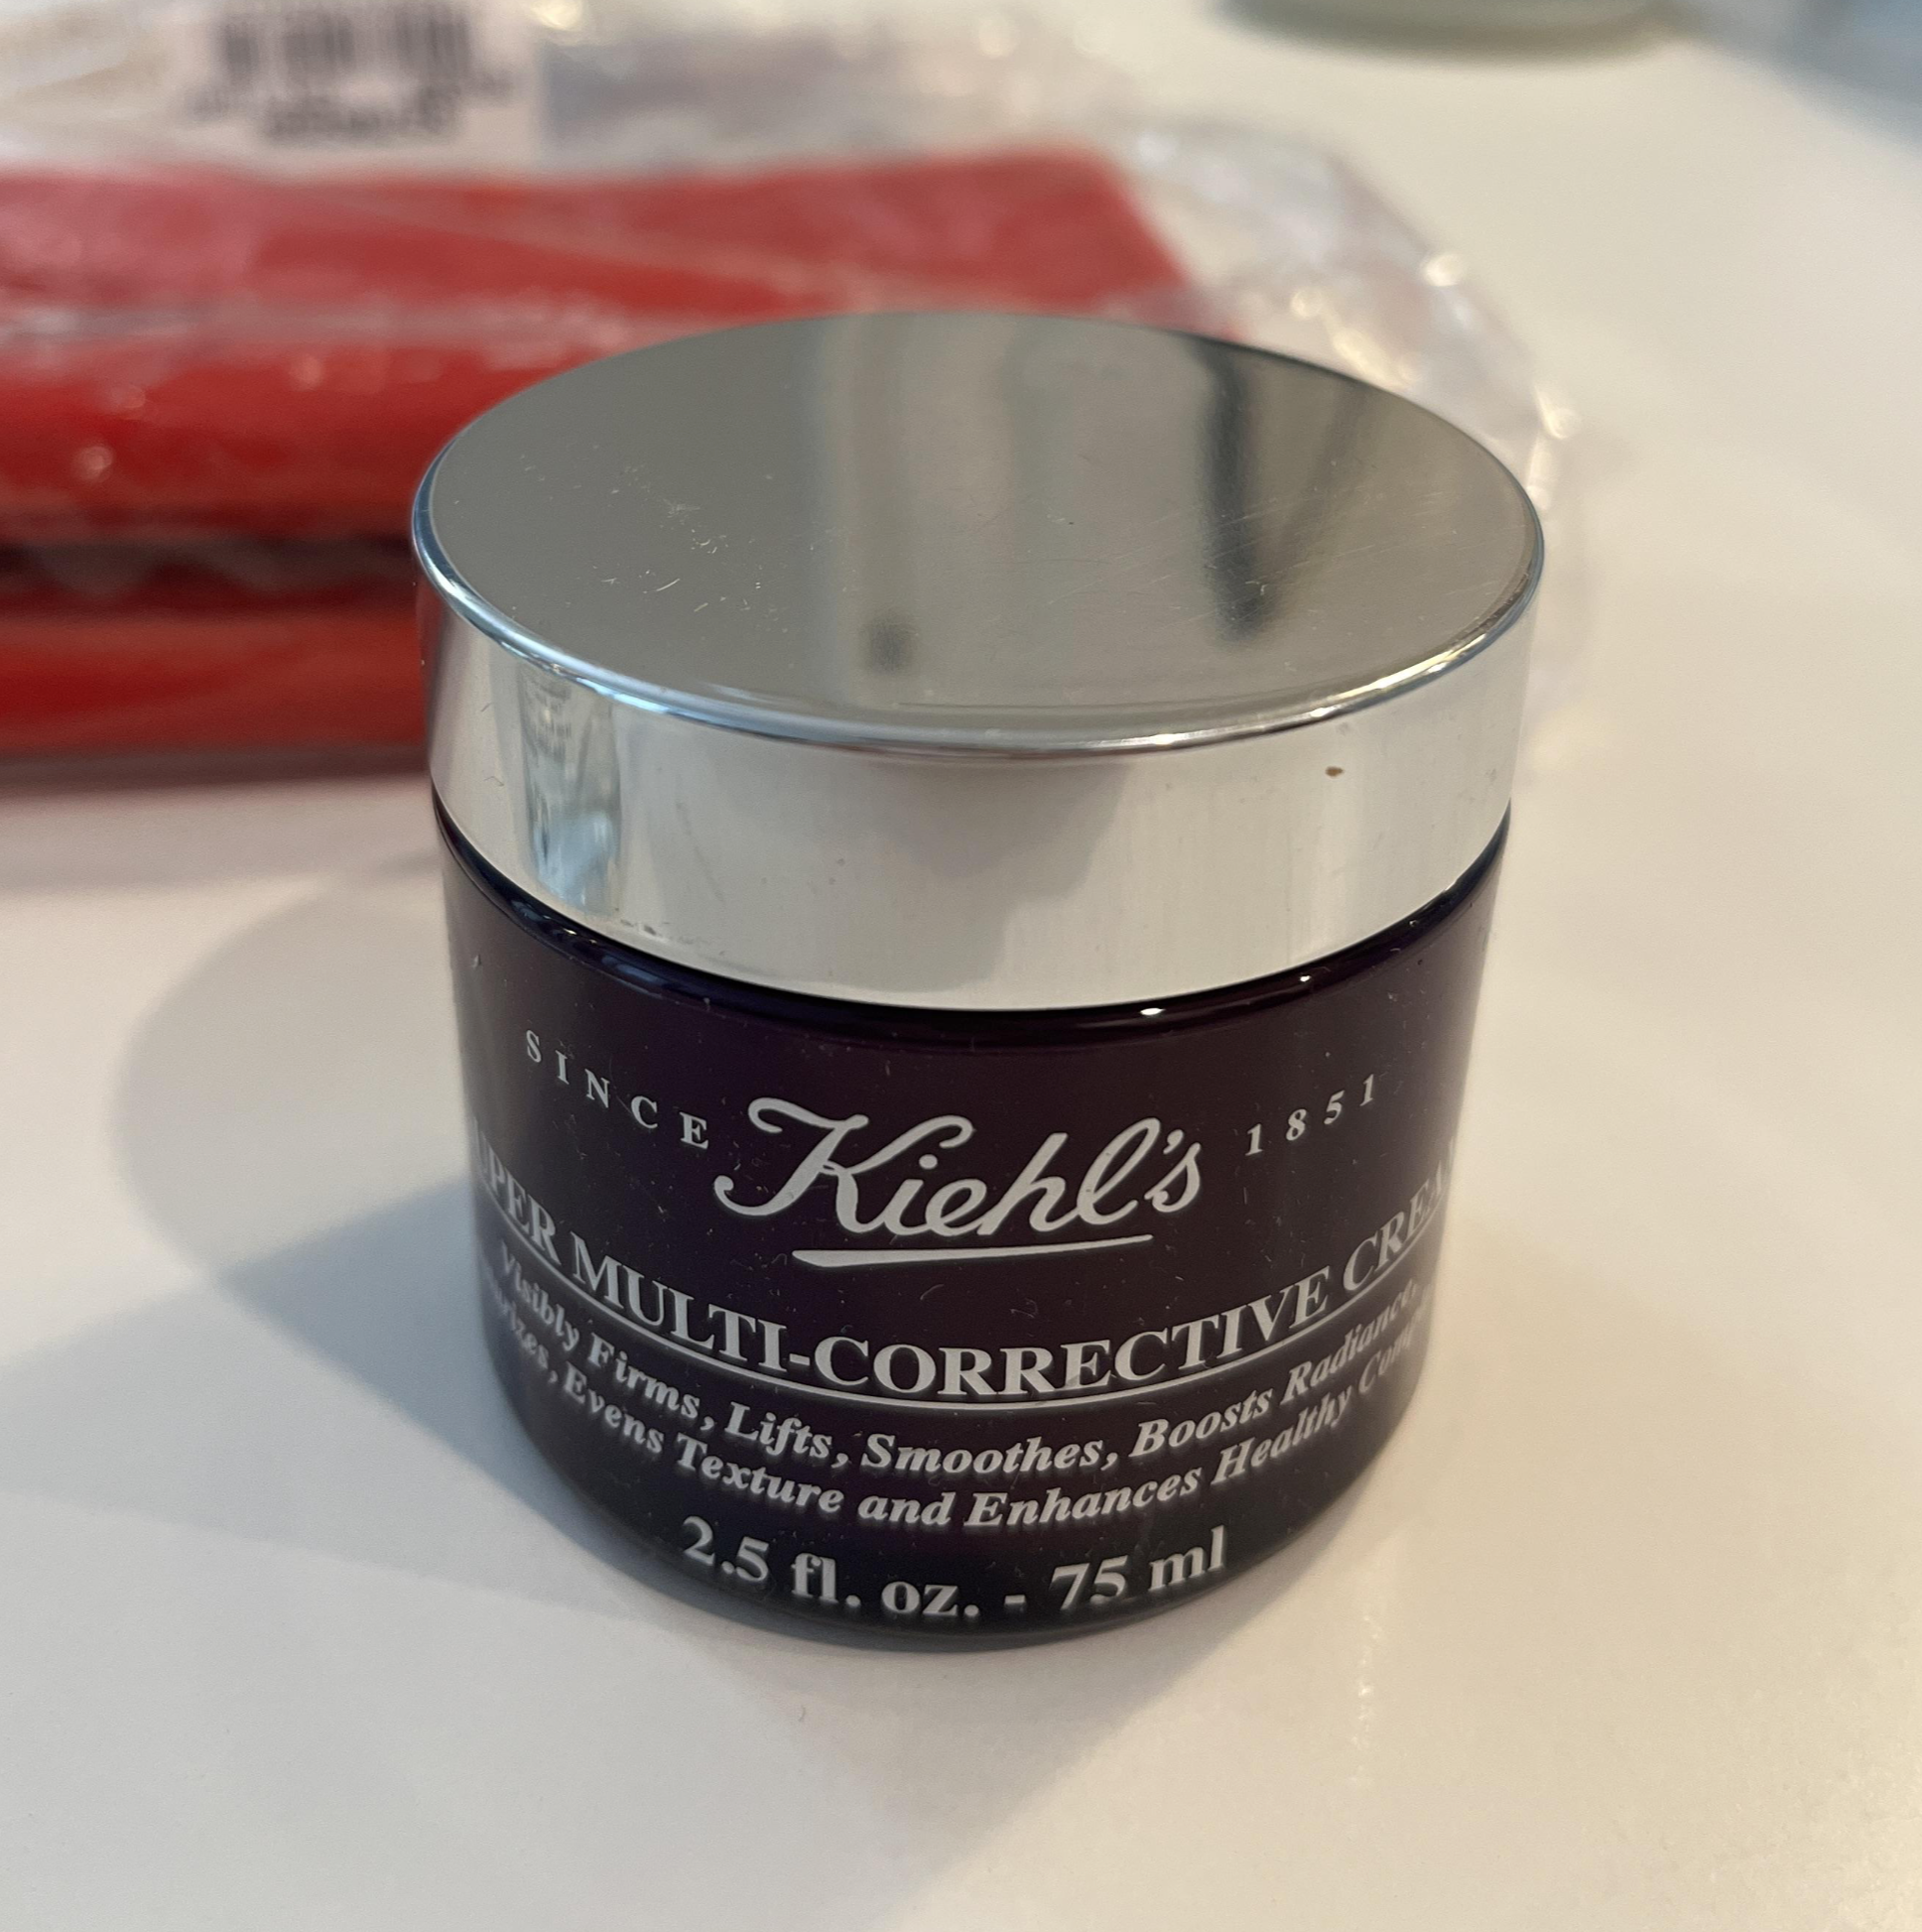 SINCE Kiehl's 1851
MULTI-CORRECTIVE
Visibly Firms, Lifts, Smoothes, Boosts Radiance,
Evens Texture and Enhances Healthy
2.5 fl. oz. - 75 ml